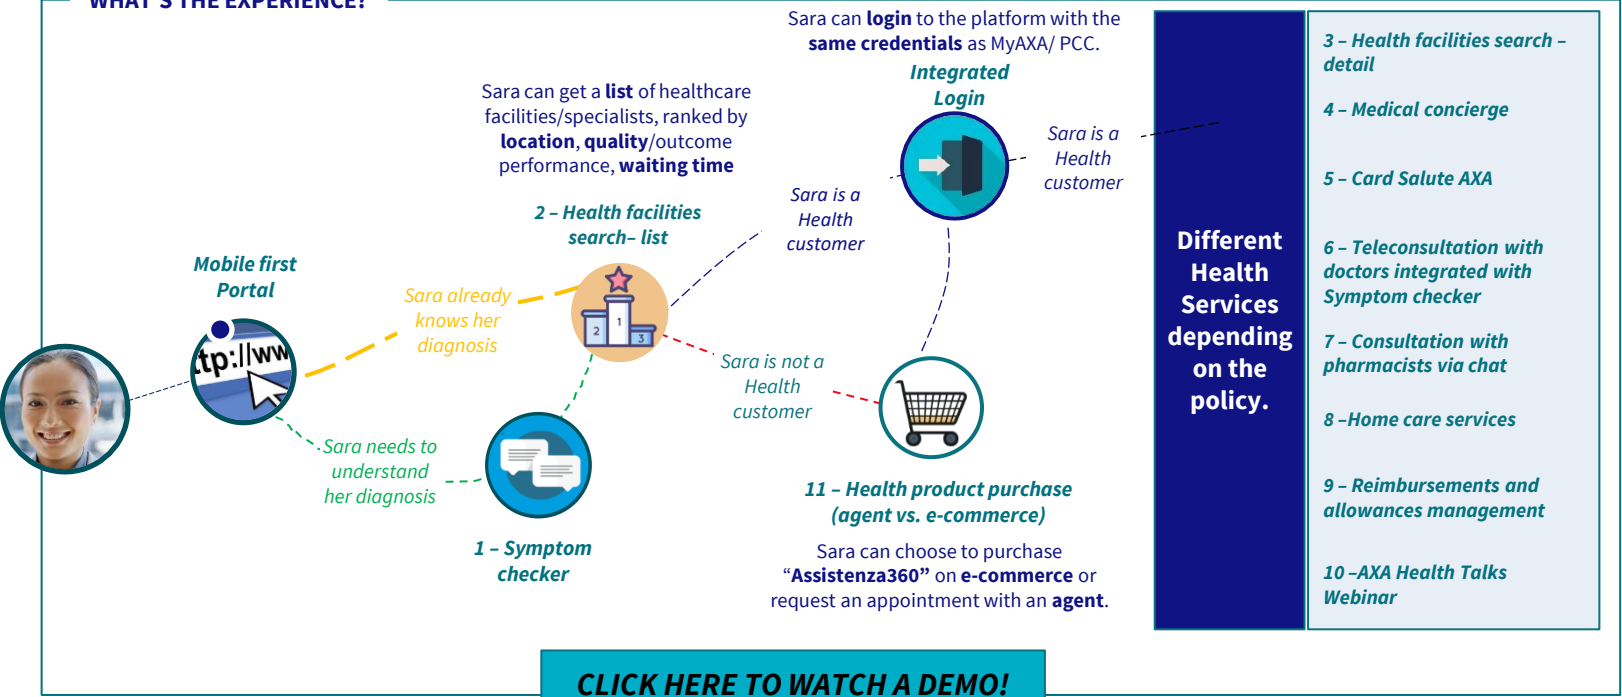 WHAT'S THE EXPERIENCE?
Sara can login to the platform with the
same credentials as MyAXA/ PCC.
Integrated
Login
Sara can get a list of healthcare
facilities/specialists, ranked by
location, quality/outcome
performance, waiting time
2 – Health facilities
search– list
Sara is a
Health
customer
Sara is a
Health
customer
Mobile first
Portal
tp://ww
Sara already
knows her
diagnosis
2
1
3
Sara is not a
Health
customer
Sara needs to
understand
her diagnosis
1 – Symptom
checker
11 – Health product purchase
(agent vs. e-commerce)
Sara can choose to purchase
“Assistenza360” on e-commerce or
request an appointment with an agent.
Different
Health
Services
depending
on the
policy.
3 – Health facilities search –
detail
4 – Medical concierge
5 – Card Salute AXA
6 – Teleconsultation with
doctors integrated with
Symptom checker
7 – Consultation with
pharmacists via chat
8 –Home care services
9 – Reimbursements and
allowances management
10 –AXA Health Talks
Webinar
CLICK HERE TO WATCH A DEMO!